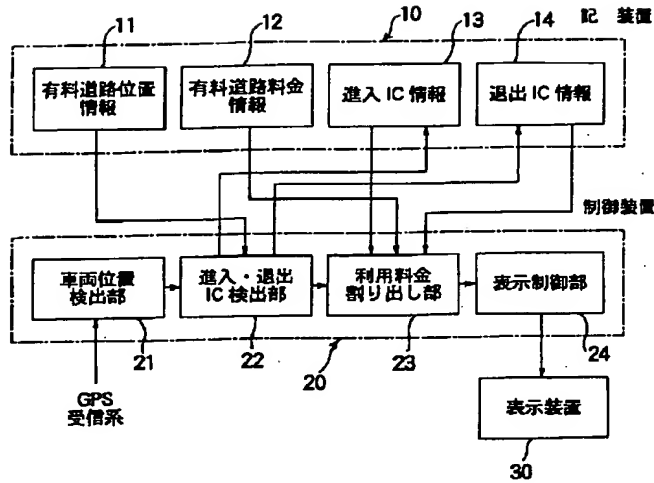 11
12
10
13
14
記 装置
有料道路位置
情報
有料道路料金
情報
進入 IC 情報
退出 IC 情報
制御装置
車両位置
検出部
進入・退出
IC 検出部
利用料金
割り出し部
表示制御部
21
22
20
23
24
GPS
受信系
表示装置
30